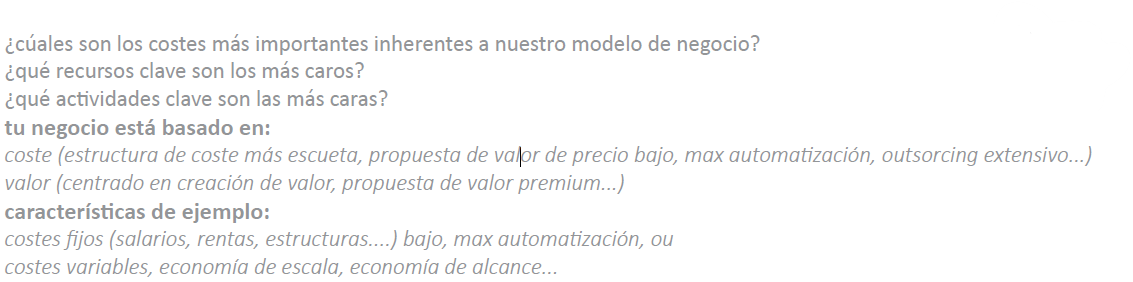 ¿cúales son los costes más importantes inherentes a nuestro modelo de negocio?
¿qué recursos clave son los más caros?
¿qué actividades clave son las más caras?
tu negocio está basado en:
coste (estructura de coste más escueta, propuesta de valor de precio bajo, max automatización, outsorcing extensivo...)
valor (centrado en creación de valor, propuesta de valor premium...)
características de ejemplo:
costes fijos (salarios, rentas, estructuras....) bajo, max automatización, ou
costes variables, economía de escala, economía de alcance...